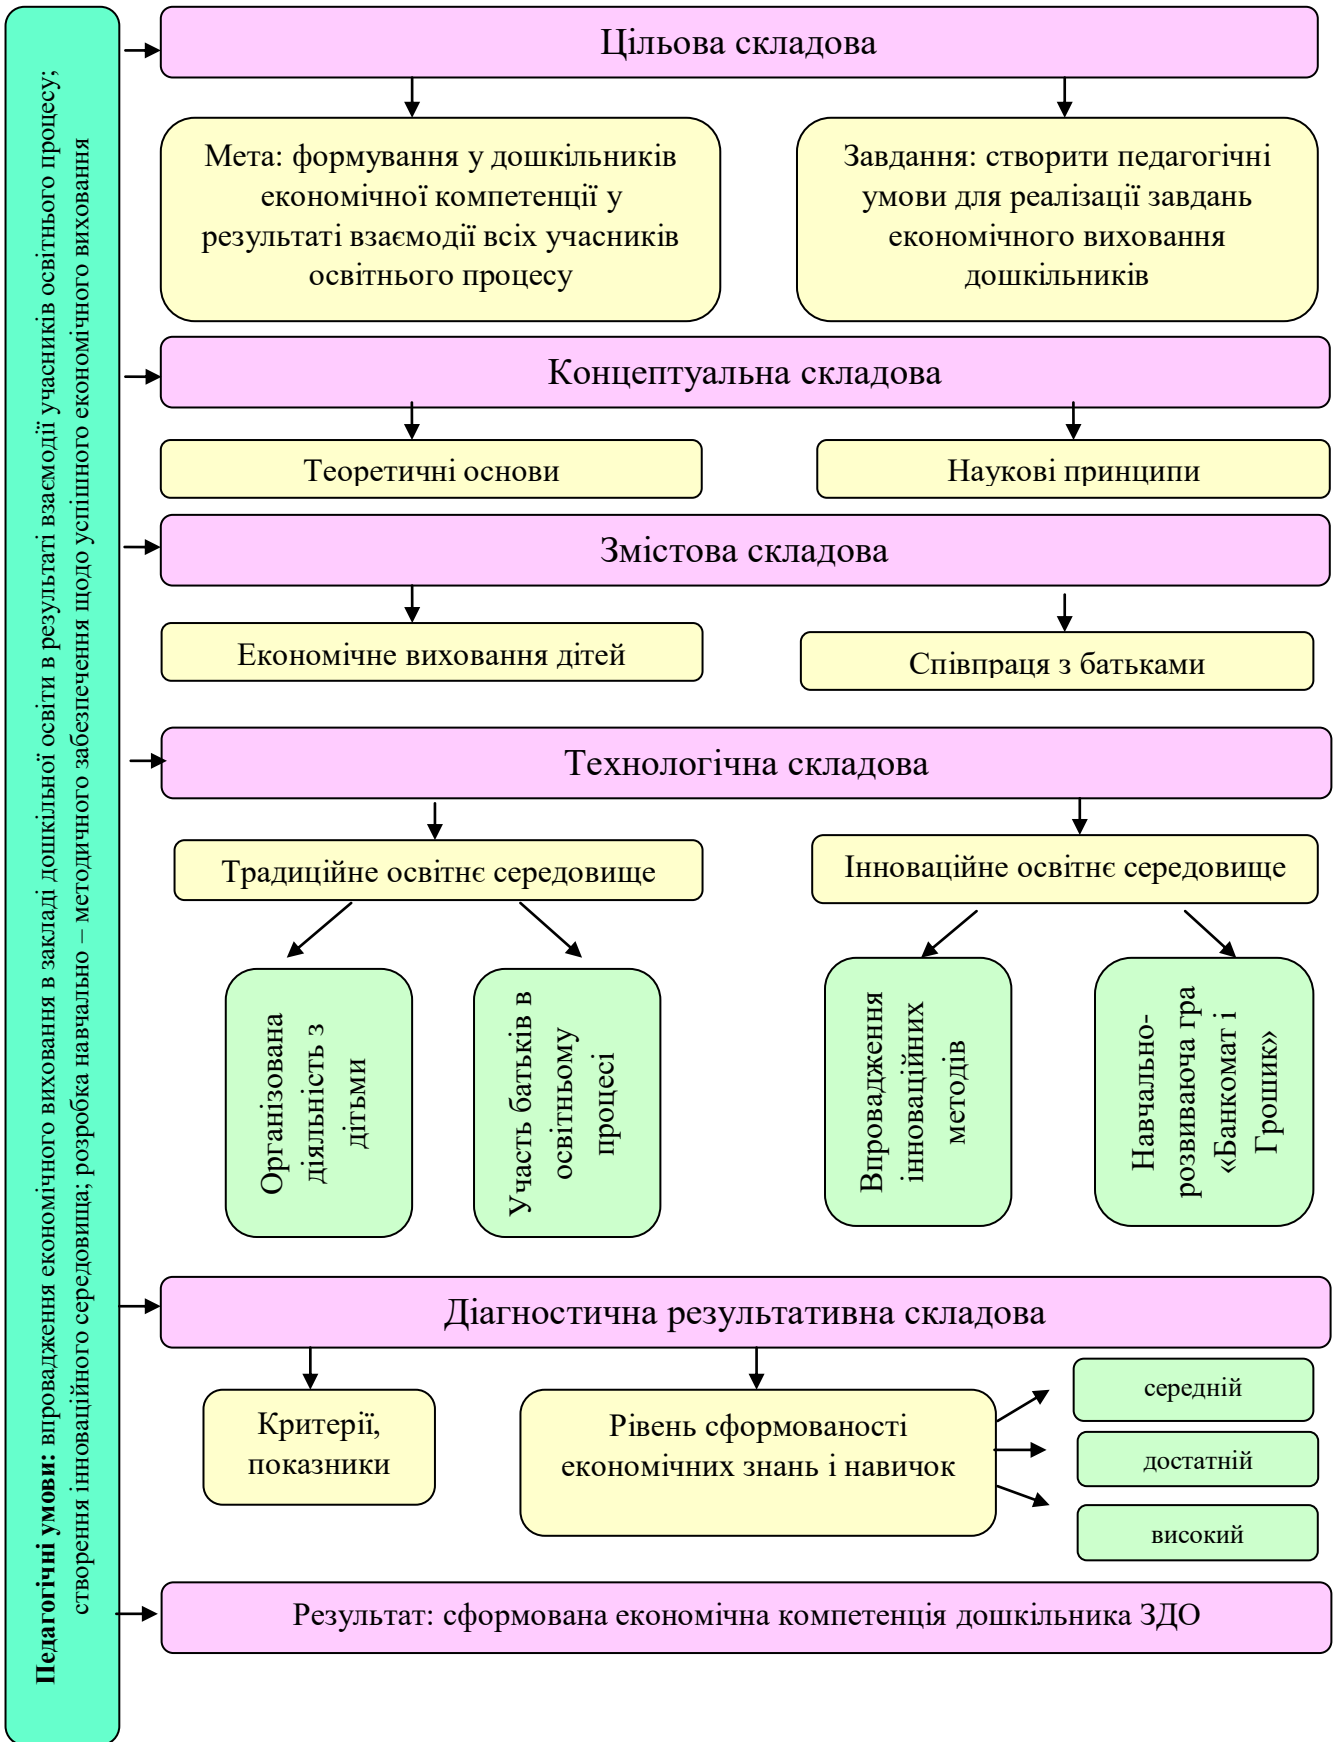 Педагогічні умови: впровадження економічного виховання в закладі дошкільної освіти в результаті взаємодії учасників освітнього процесу;
створення інноваційного середовища; розробка навчально – методичного забезпечення щодо успішного економічного виховання
Цільова складова
Мета: формування у дошкільників
економічної компетенції у
результаті взаємодії всіх учасників
освітнього процесу
Завдання: створити педагогічні
умови для реалізації завдань
економічного виховання
дошкільників
Концептуальна складова
Теоретичні основи
Наукові принципи
Змістова складова
Економічне виховання дітей
Співпраця з батьками
Технологічна складова
Традиційне освітнє середовище
Інноваційне освітнє середовище
Організована
діяльність з
дітьми
Участь батьків в
освітньому
процесі
Впровадження
інноваційних
методів
Навчально-
розвиваюча гра
«Банкомат і
Грошик»
Діагностична результативна складова
Критерії,
показники
Рівень сформованості
економічних знань і навичок
середній
достатній
високий
Результат: сформована економічна компетенція дошкільника ЗДО